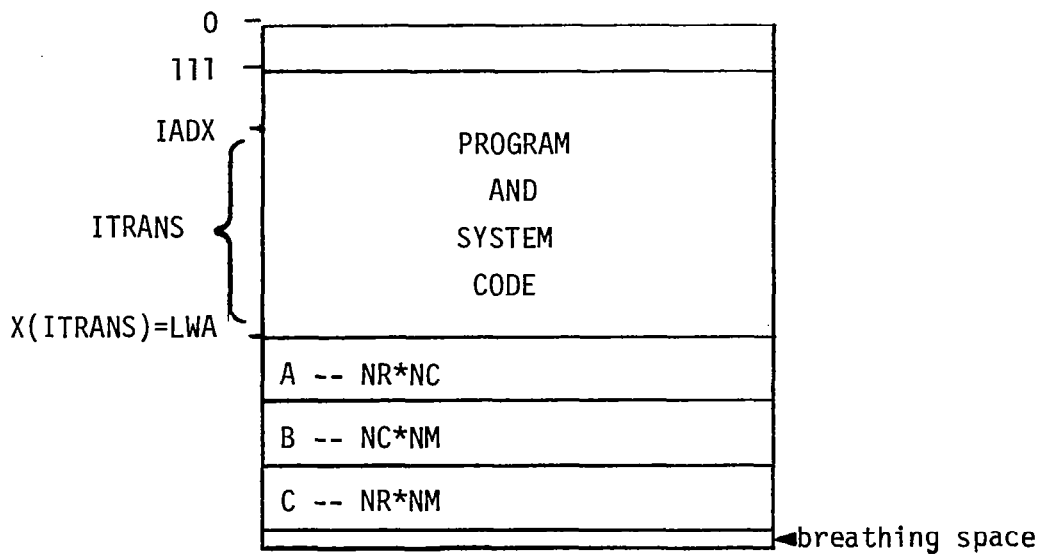 0
111
IADX
PROGRAM
AND
ITRANS
SYSTEM
CODE
X(ITRANS)=LWA
A -- NR*NC
B -- NC*NM
C -- NR*NM
breathing space